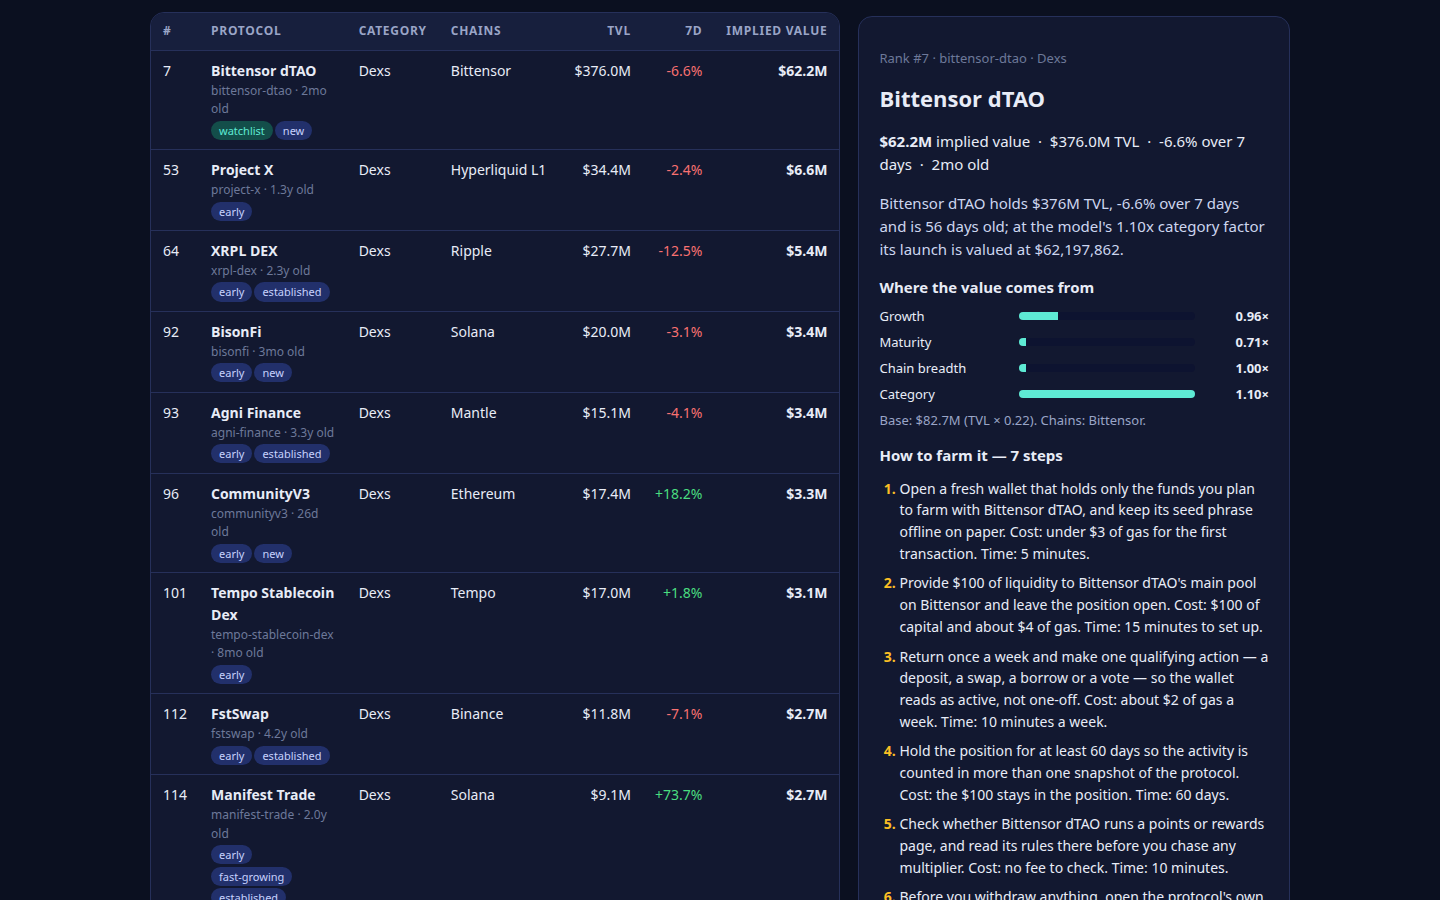 # PROTOCOL CATEGORY CHAINS TVL 7D IMPLIED VALUE
7 Bittensor dTAO Dexs Bittensor $376.0M -6.6% $62.2M
bittensor-dtao · 2mo
old
watchlist new
53 Project X Dexs Hyperliquid L1 $34.4M -2.4% $6.6M
project-x · 1.3y old
early
64 XRPL DEX Dexs Ripple $27.7M -12.5% $5.4M
xrpl-dex · 2.3y old
early established
92 BisonFi Dexs Solana $20.0M -3.1% $3.4M
bisonfi · 3mo old
early new
93 Agni Finance Dexs Mantle $15.1M -4.1% $3.4M
agni-finance · 3.3y old
early established
96 CommunityV3 Dexs Ethereum $17.4M +18.2% $3.3M
communityv3 · 26d
old
early new
101 Tempo Stablecoin Dexs Tempo $17.0M +1.8% $3.1M
Dex
tempo-stablecoin-dex
· 8mo old
early
112 FstSwap Dexs Binance $11.8M -7.1% $2.7M
fstswap · 4.2y old
early established
114 Manifest Trade Dexs Solana $9.1M +73.7% $2.7M
manifest-trade · 2.0y
old
early
fast-growing
established
Rank #7 · bittensor-dtao · Dexs
Bittensor dTAO
$62.2M implied value · $376.0M TVL · -6.6% over 7
days · 2mo old
Bittensor dTAO holds $376M TVL, -6.6% over 7 days
and is 56 days old; at the model's 1.10x category factor
its launch is valued at $62,197,862.
Where the value comes from
Growth 0.96×
Maturity 0.71×
Chain breadth 1.00×
Category 1.10×
Base: $82.7M (TVL × 0.22). Chains: Bittensor.
How to farm it — 7 steps
1. Open a fresh wallet that holds only the funds you plan
to farm with Bittensor dTAO, and keep its seed phrase
offline on paper. Cost: under $3 of gas for the first
transaction. Time: 5 minutes.
2. Provide $100 of liquidity to Bittensor dTAO's main pool
on Bittensor and leave the position open. Cost: $100 of
capital and about $4 of gas. Time: 15 minutes to set up.
3. Return once a week and make one qualifying action — a
deposit, a swap, a borrow or a vote — so the wallet
reads as active, not one-off. Cost: about $2 of gas a
week. Time: 10 minutes a week.
4. Hold the position for at least 60 days so the activity is
counted in more than one snapshot of the protocol.
Cost: the $100 stays in the position. Time: 60 days.
5. Check whether Bittensor dTAO runs a points or rewards
page, and read its rules there before you chase any
multiplier. Cost: no fee to check. Time: 10 minutes.
6. Before you withdraw anything, open the protocol's own